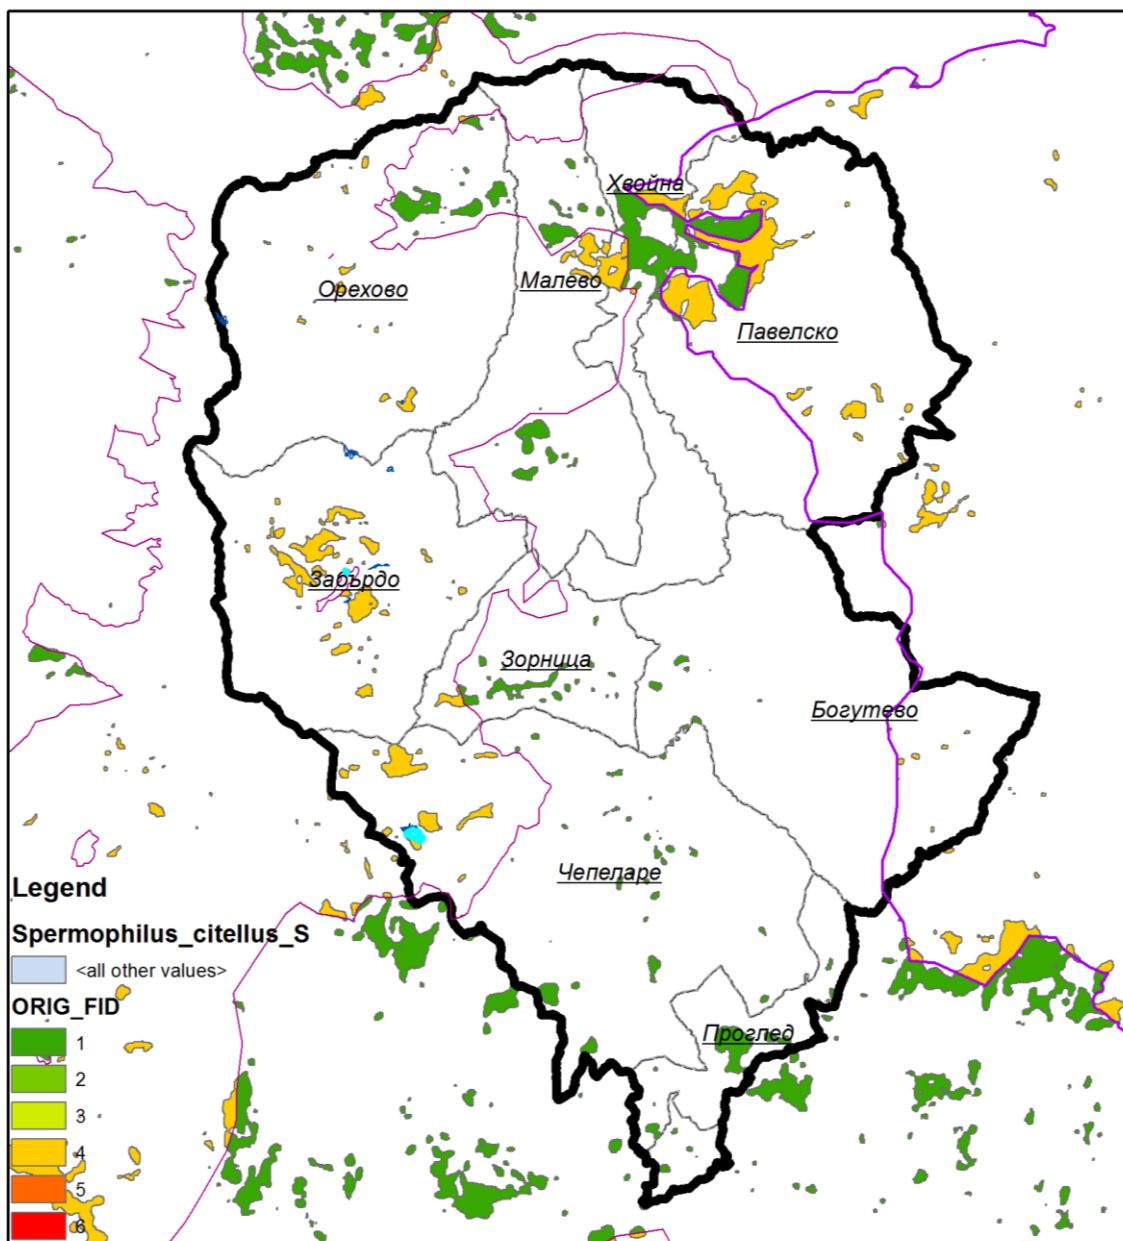 Хвойна
Орехово
Малево
Павелско
Забърдо
Зорница
Богутево
Чепеларе
Проглед
Legend
Spermophilus_citellus_S
<all other values>
ORIG_FID
1
2
3
4
5
6